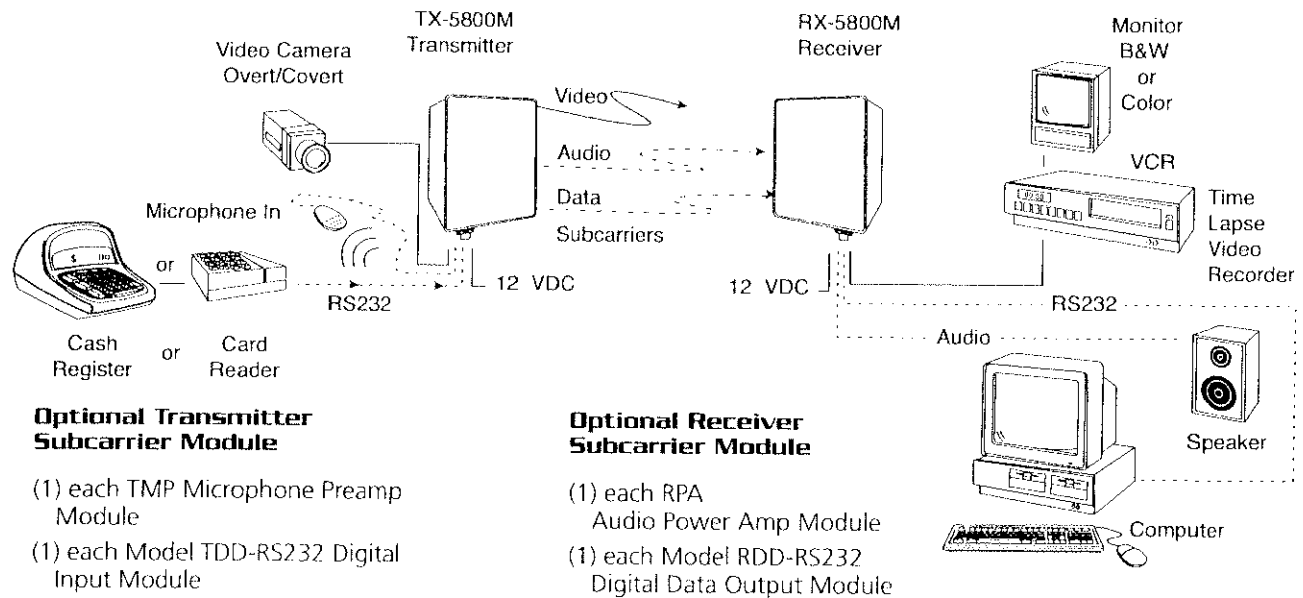 TX-5800M
Transmitter
RX-5800M
Receiver
Monitor
B&W
or
Color
Video Camera
Overt/Covert
Video
Audio
Data
Subcarriers
VCR
Time
Lapse
Video
Recorder
Microphone In
or
RS232
12 VDC
12 VDC
RS232
Audio
Cash
Register
or
Card
Reader
Speaker
Computer
Optional Transmitter
Subcarrier Module
(1) each TMP Microphone Preamp
Module
(1) each Model TDD-RS232 Digital
Input Module
Optional Receiver
Subcarrier Module
(1) each RPA
Audio Power Amp Module
(1) each Model RDD-RS232
Digital Data Output Module